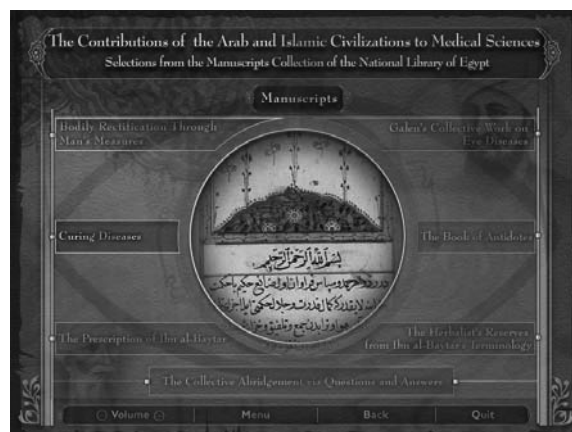 The Contributions of the Arab and Islamic Civilizations to Medical Sciences
Selections from the Manuscripts Collection of the National Library of Egypt
Manuscripts
Bodily Rectification Through
Man's Measures
Galen's Collective Work on
Eye Diseases
Curing Diseases
The Book of Antidotes
بسم الله الرحمن الرحيم
The Prescription of Ibn al-Baytar
The Herbalist's Reserves
from Ibn al-Baytar's Terminology
The Collective Abridgement via Questions and Answers
Volume
Menu
Back
Quit